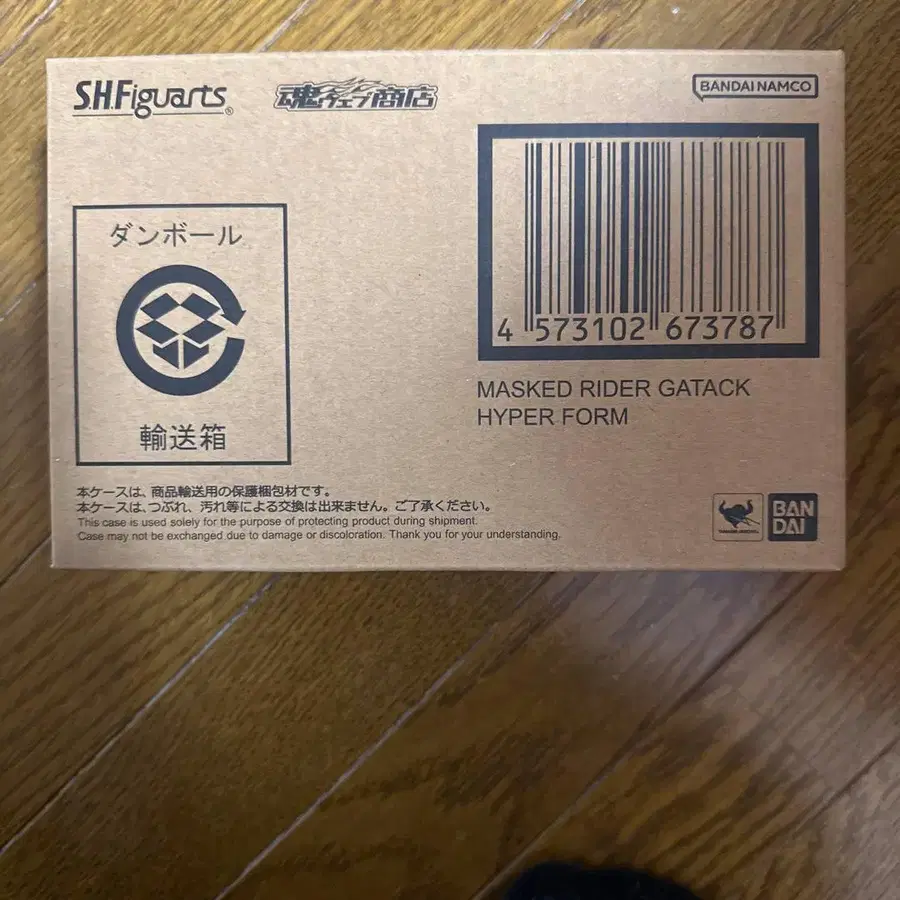 S.H.Figuarts®
魂ウェブ商店
BANDAI NAMCO
ダンボール
輸送箱
4 573102 673787
MASKED RIDER GATACK
HYPER FORM
本ケースは、商品輸送用の保護梱包材です。
本ケースは、つぶれ、汚れ等による交換は出来ません。ご了承ください。
This case is used solely for the purpose of protecting product during shipment.
Case may not be exchanged due to damage or discoloration. Thank you for your understanding.
BAN
DAI